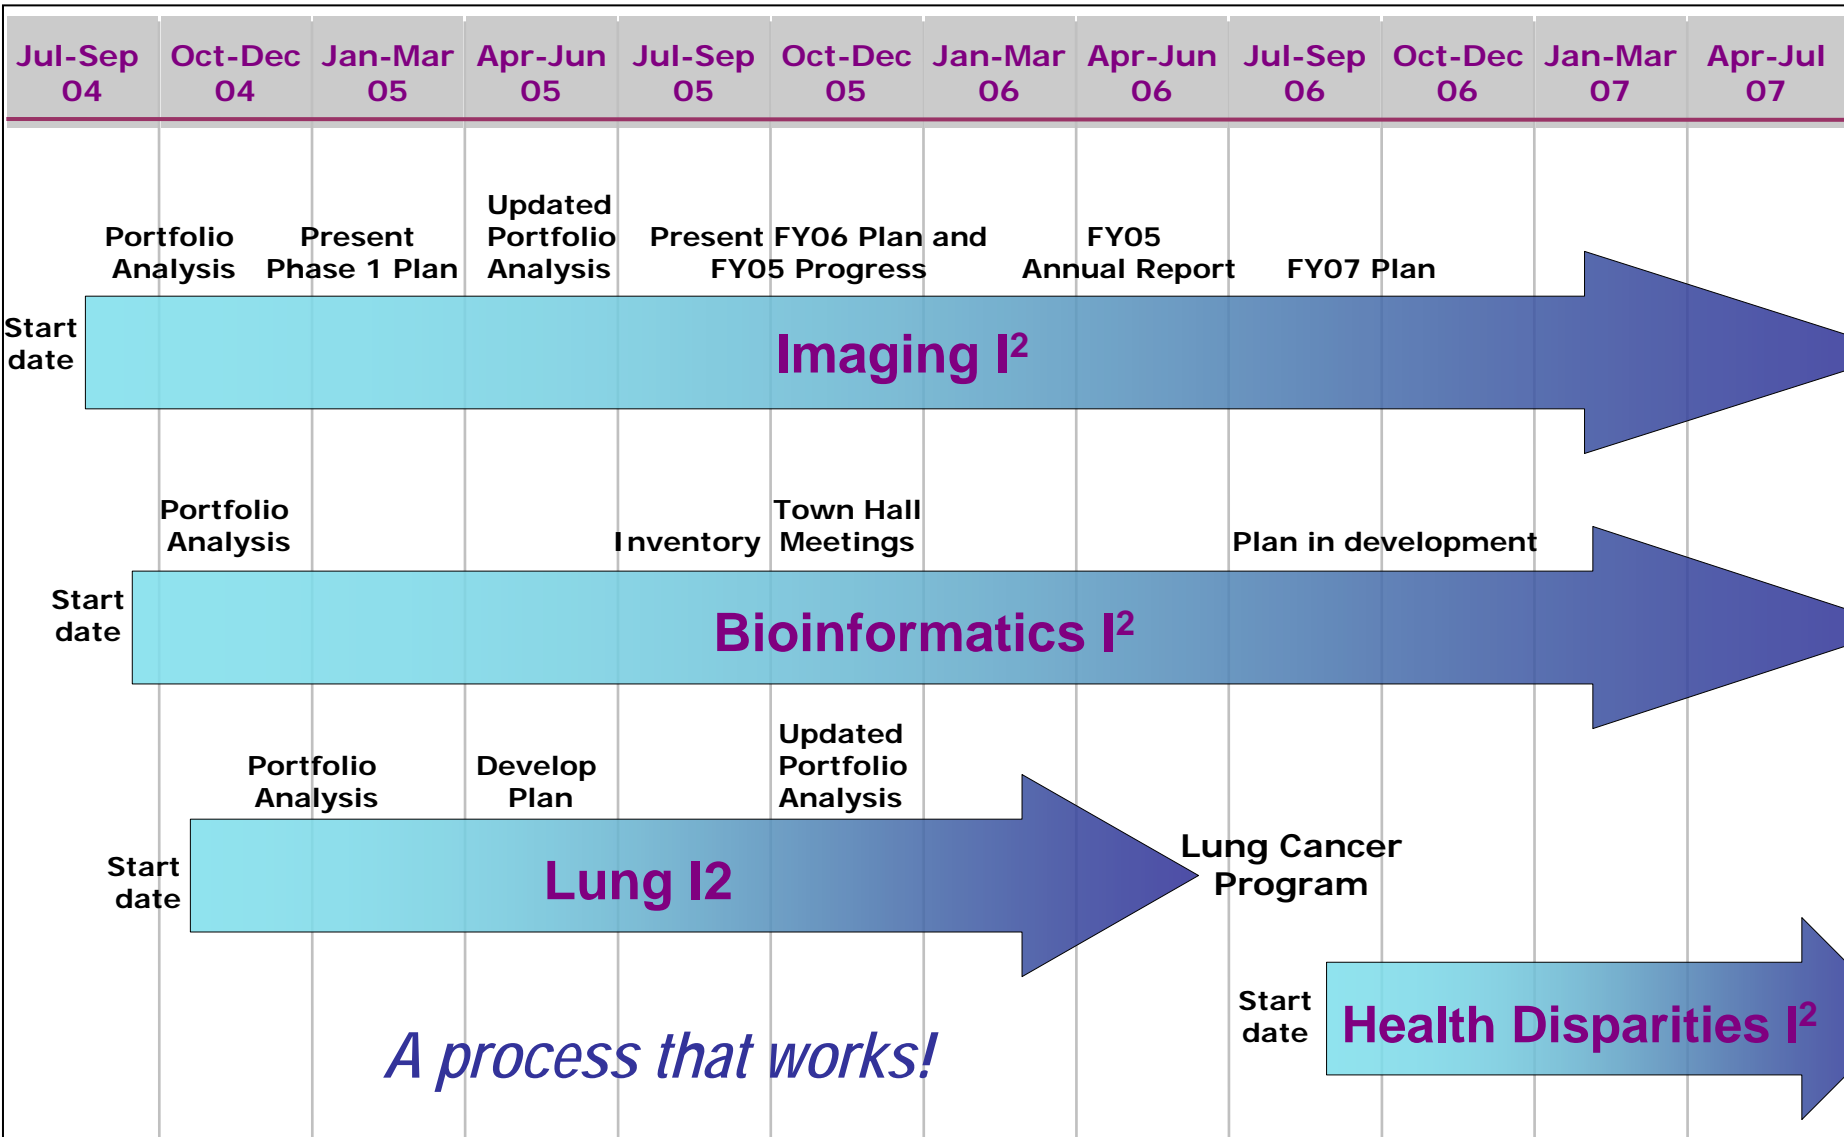 Jul-Sep Oct-Dec Jan-Mar Apr-Jun Jul-Sep Oct-Dec Jan-Mar Apr-Jun Jul-Sep Oct-Dec Jan-Mar Apr-Jul
04 04 05 05 05 05 06 06 06 06 07 07
Portfolio
Analysis
Present
Phase 1 Plan
Updated
Portfolio
Analysis
Present FY06 Plan and
FY05 Progress
FY05
Annual Report
FY07 Plan
Start
date
Imaging I²
Portfolio
Analysis
Inventory
Town Hall
Meetings
Plan in development
Start
date
Bioinformatics I²
Portfolio
Analysis
Develop
Plan
Updated
Portfolio
Analysis
Start
date
Lung I2
Lung Cancer
Program
Start
date
Health Disparities I²
A process that works!